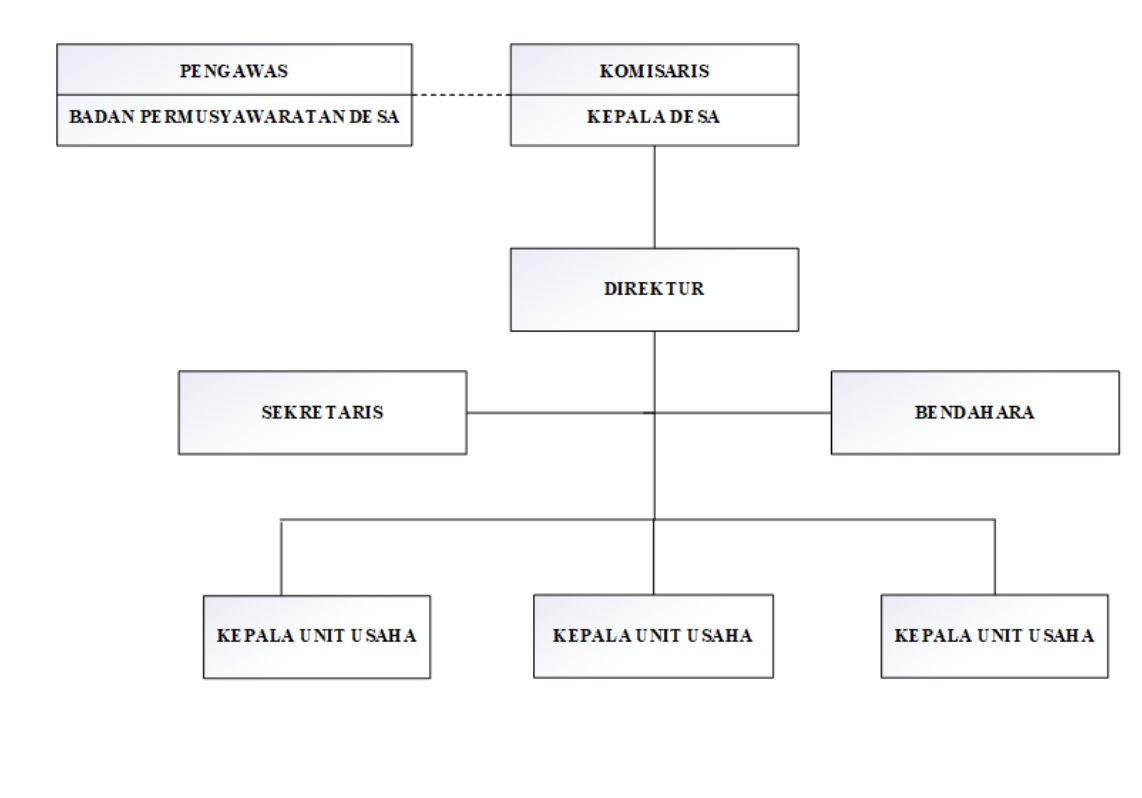 PENGAWAS
BADAN PERMUSYAWARATAN DESA
KOMISARIS
KEPALA DESA
DIREKTUR
SEKRETARIS
BENDAHARA
KEPALA UNIT USAHA
KEPALA UNIT USAHA
KEPALA UNIT USAHA